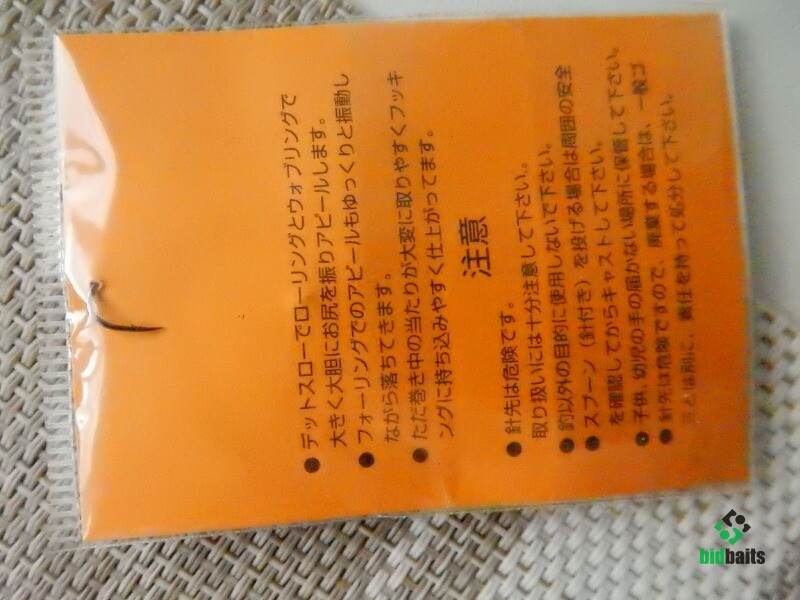 ●デットスローでローリングとウォブリングで
大きく大胆にお尻を振りアピールします。
●フォーリングでのアピールもゆっくりと振動し
ながら落ちてきます。
●ただ巻き中の当たりが大変に取りやすくフッキ
ングに持ち込みやすく仕上がってます。
注意
●針先は危険です。
取り扱いには十分注意して下さい。
●釣以外の目的に使用しないで下さい。
●スプーン（針付き）を投げる場合は周囲の安全
を確認してからキャストして下さい。
●子供、幼児の手の届かない場所に保管して下さい。
●針先は危険ですので、廃棄する場合は、一般ゴ
ミとは別に、責任を持って処分して下さい。
bidbaits